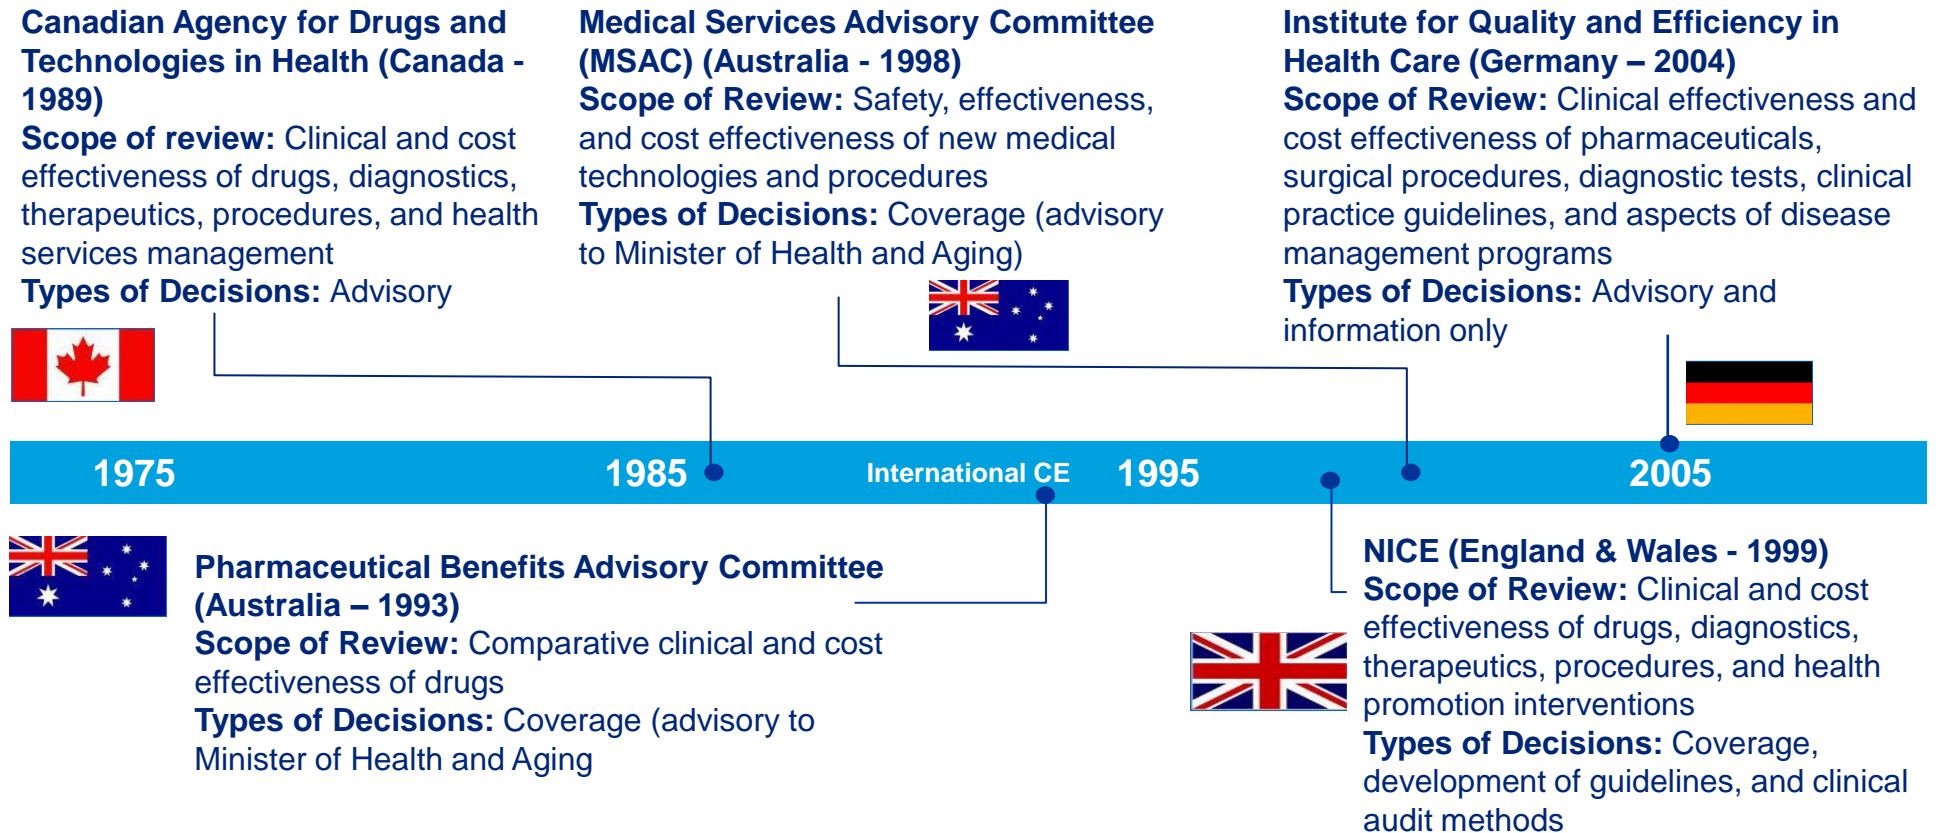 Canadian Agency for Drugs and
Technologies in Health (Canada -
1989)
Scope of review: Clinical and cost
effectiveness of drugs, diagnostics,
therapeutics, procedures, and health
services management
Types of Decisions: Advisory
Medical Services Advisory Committee
(MSAC) (Australia - 1998)
Scope of Review: Safety, effectiveness,
and cost effectiveness of new medical
technologies and procedures
Types of Decisions: Coverage (advisory
to Minister of Health and Aging)
Institute for Quality and Efficiency in
Health Care (Germany – 2004)
Scope of Review: Clinical effectiveness and
cost effectiveness of pharmaceuticals,
surgical procedures, diagnostic tests, clinical
practice guidelines, and aspects of disease
management programs
Types of Decisions: Advisory and
information only
1975 1985 International CE 1995 2005
Pharmaceutical Benefits Advisory Committee
(Australia – 1993)
Scope of Review: Comparative clinical and cost
effectiveness of drugs
Types of Decisions: Coverage (advisory to
Minister of Health and Aging
NICE (England & Wales - 1999)
Scope of Review: Clinical and cost
effectiveness of drugs, diagnostics,
therapeutics, procedures, and health
promotion interventions
Types of Decisions: Coverage,
development of guidelines, and clinical
audit methods